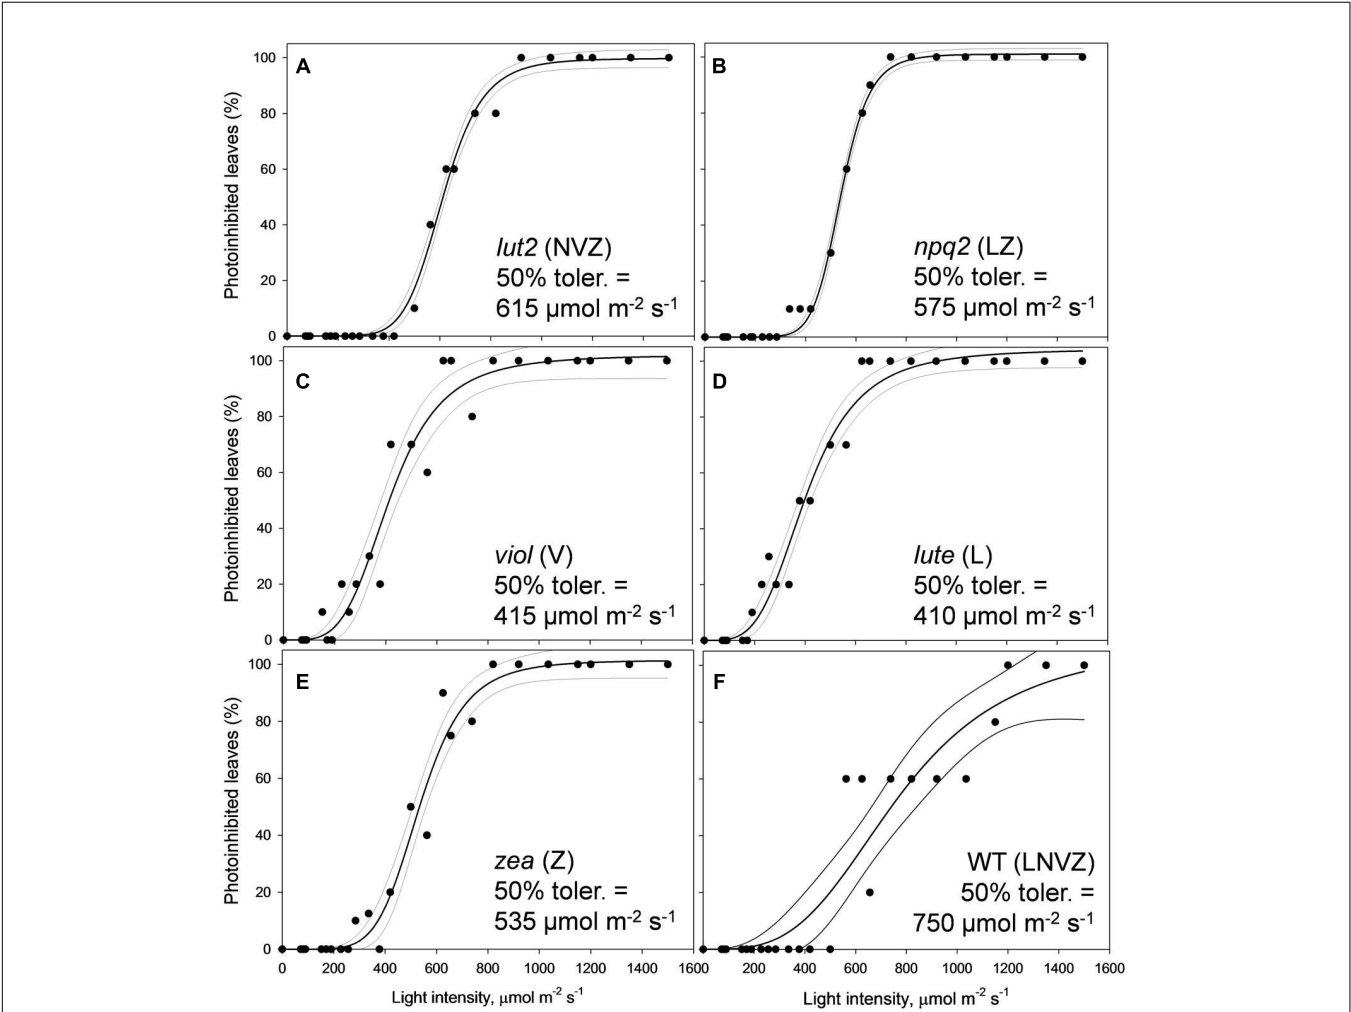 A
B
100
80
60
40
20
0
Photoinhibited leaves (%)
lut2 (NVZ)
50% toler. =
615 µmol m-2 s-1
npq2 (LZ)
50% toler. =
575 µmol m-2 s-1
C
D
100
80
60
40
20
0
Photoinhibited leaves (%)
viol (V)
50% toler. =
415 µmol m-2 s-1
lute (L)
50% toler. =
410 µmol m-2 s-1
E
F
100
80
60
40
20
0
Photoinhibited leaves (%)
zea (Z)
50% toler. =
535 µmol m-2 s-1
WT (LNVZ)
50% toler. =
750 µmol m-2 s-1
0 200 400 600 800 1000 1200 1400 1600
200 400 600 800 1000 1200 1400 1600
Light intensity, µmol m-2 s-1
Light intensity, µmol m-2 s-1